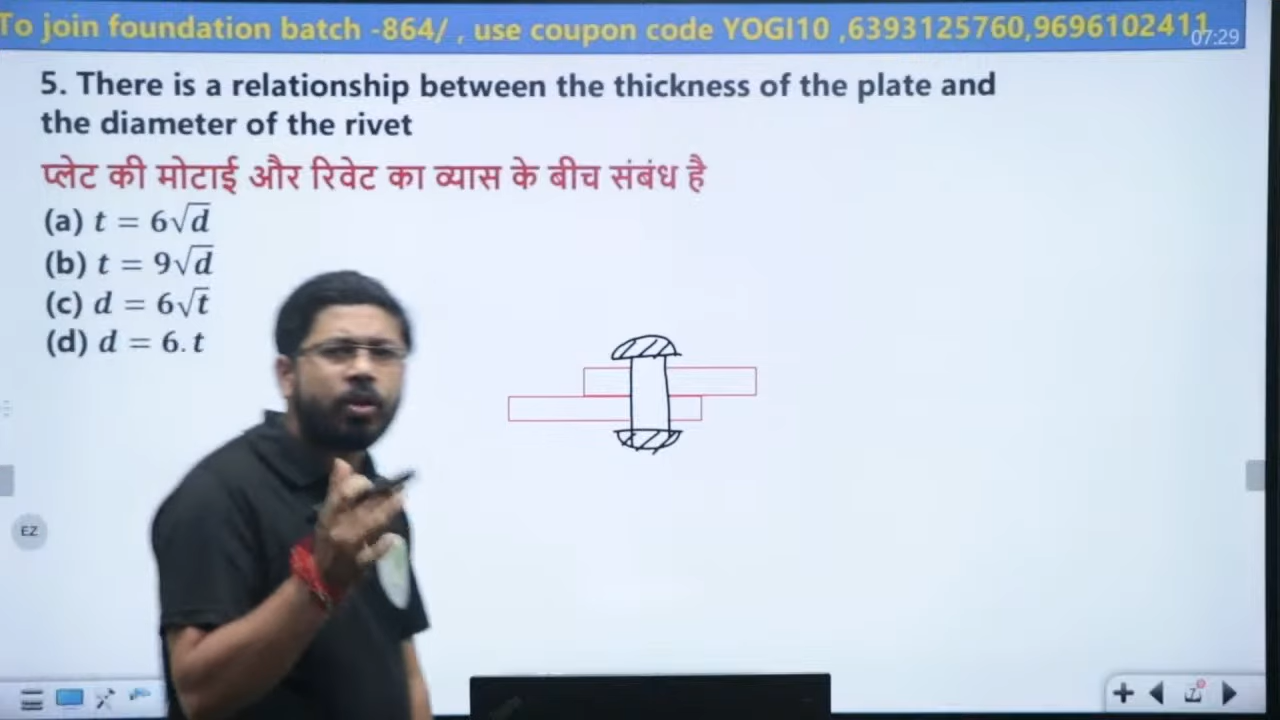 To join foundation batch -864/ , use coupon code YOGI10 ,6393125760,9696102411
07:29
5. There is a relationship between the thickness of the plate and
the diameter of the rivet
प्लेट की मोटाई और रिवेट का व्यास के बीच संबंध है
(a) t = 6√d
(b) t = 9√d
(c) d = 6√t
(d) d = 6. t
EZ